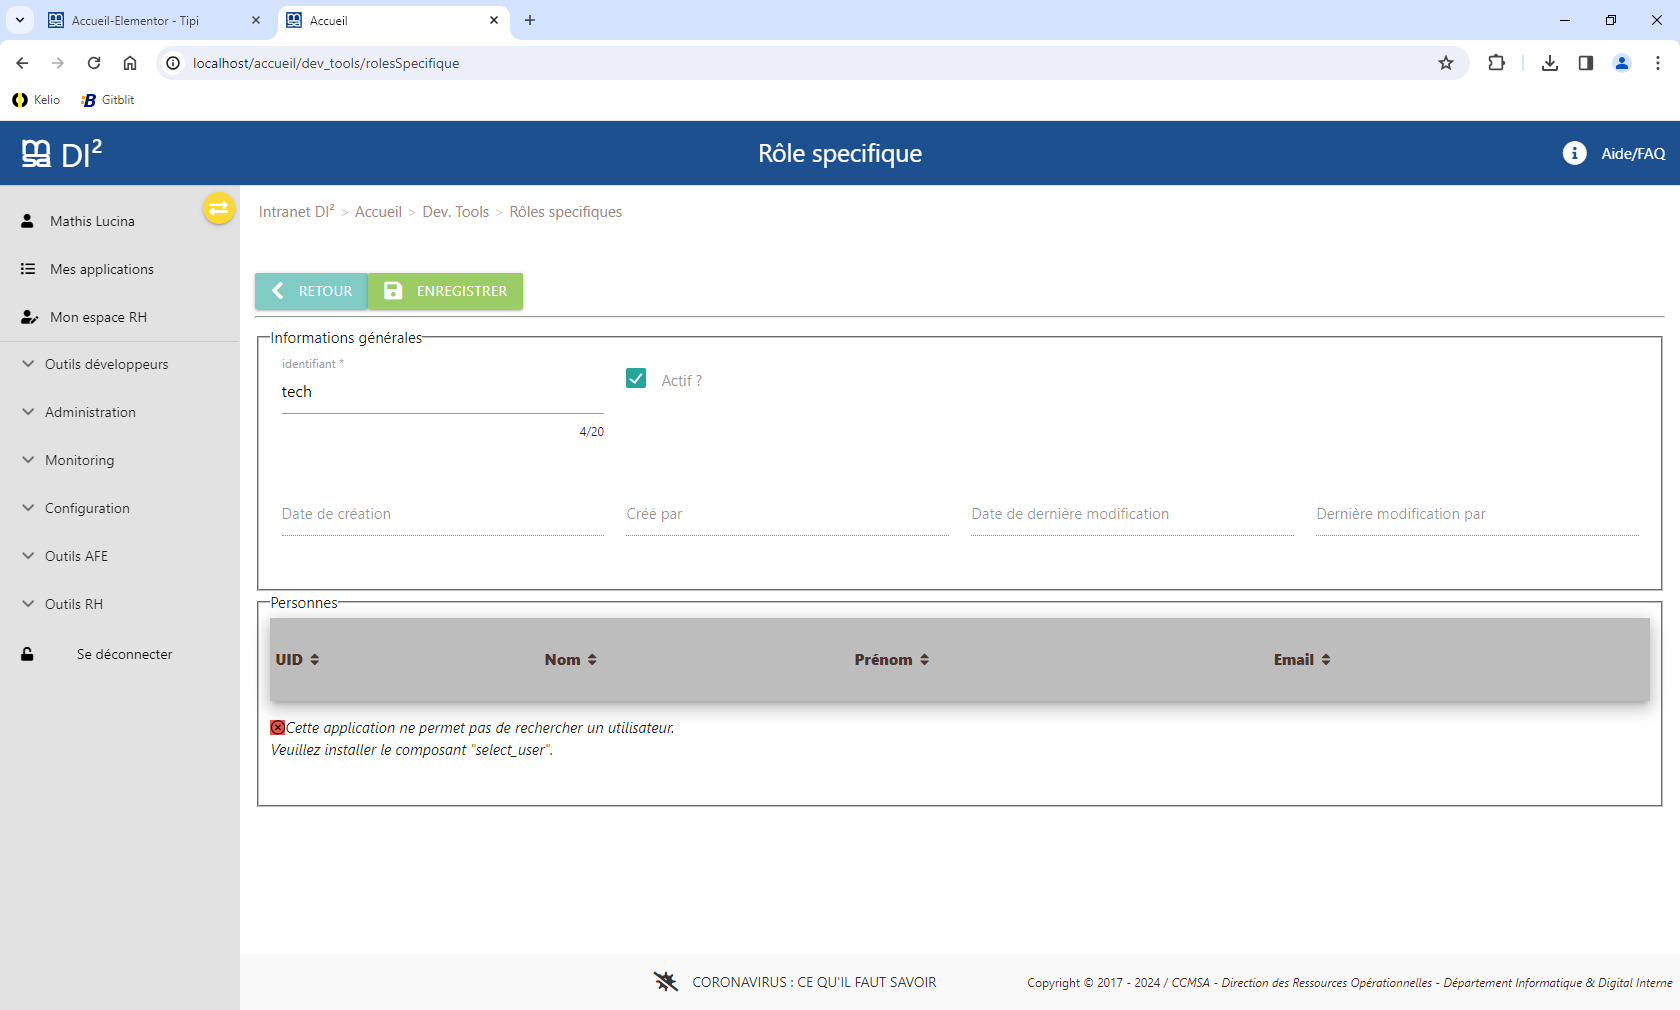 Accueil-Elementor - Tipi
Accueil
localhost/accueil/dev_tools/rolesSpecifique
Kelio
Gitblit
msa DI²
Rôle specifique
Aide/FAQ
Mathis Lucina
Mes applications
Mon espace RH
Outils développeurs
Administration
Monitoring
Configuration
Outils AFE
Outils RH
Se déconnecter
Intranet DI² > Accueil > Dev. Tools > Rôles specifiques
RETOUR
ENREGISTRER
Informations générales
identifiant *
tech
4/20
Actif ?
Date de création
Créé par
Date de dernière modification
Dernière modification par
Personnes
UID
Nom
Prénom
Email
Cette application ne permet pas de rechercher un utilisateur.
Veuillez installer le composant "select_user".
CORONAVIRUS : CE QU'IL FAUT SAVOIR
Copyright © 2017 - 2024 / CCMSA - Direction des Ressources Opérationnelles - Département Informatique & Digital Interne